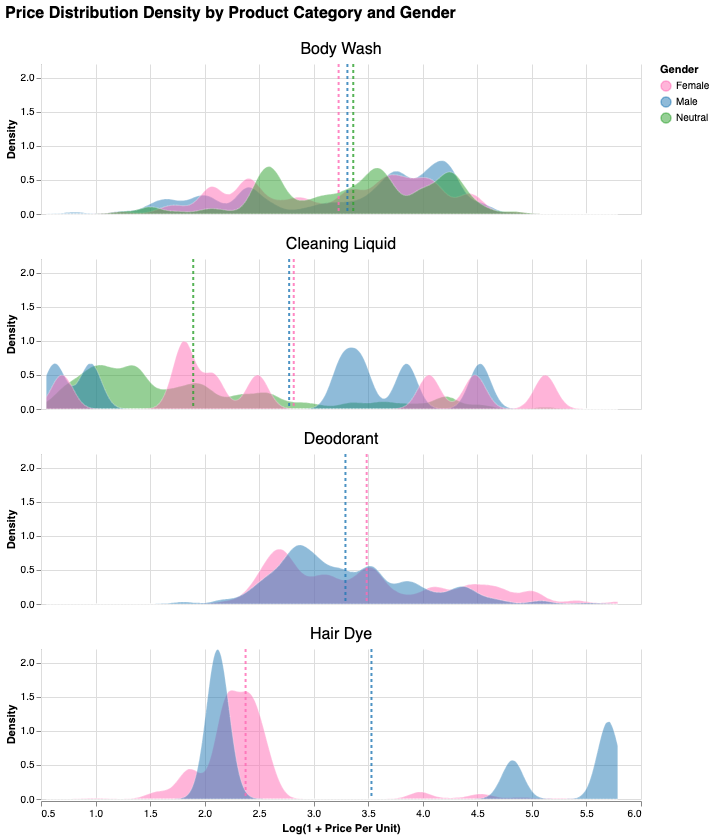 Price Distribution Density by Product Category and Gender
Body Wash
Gender
Female
Male
Neutral
Density
2.0
1.5
1.0
0.5
0.0
Cleaning Liquid
Density
2.0
1.5
1.0
0.5
0.0
Deodorant
Density
2.0
1.5
1.0
0.5
0.0
Hair Dye
Density
2.0
1.5
1.0
0.5
0.0
0.5 1.0 1.5 2.0 2.5 3.0 3.5 4.0 4.5 5.0 5.5 6.0
Log(1 + Price Per Unit)